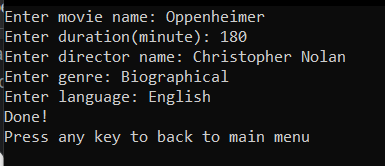 Enter movie name: Oppenheimer
Enter duration(minute): 180
Enter director name: Christopher Nolan
Enter genre: Biographical
Enter language: English
Done!
Press any key to back to main menu